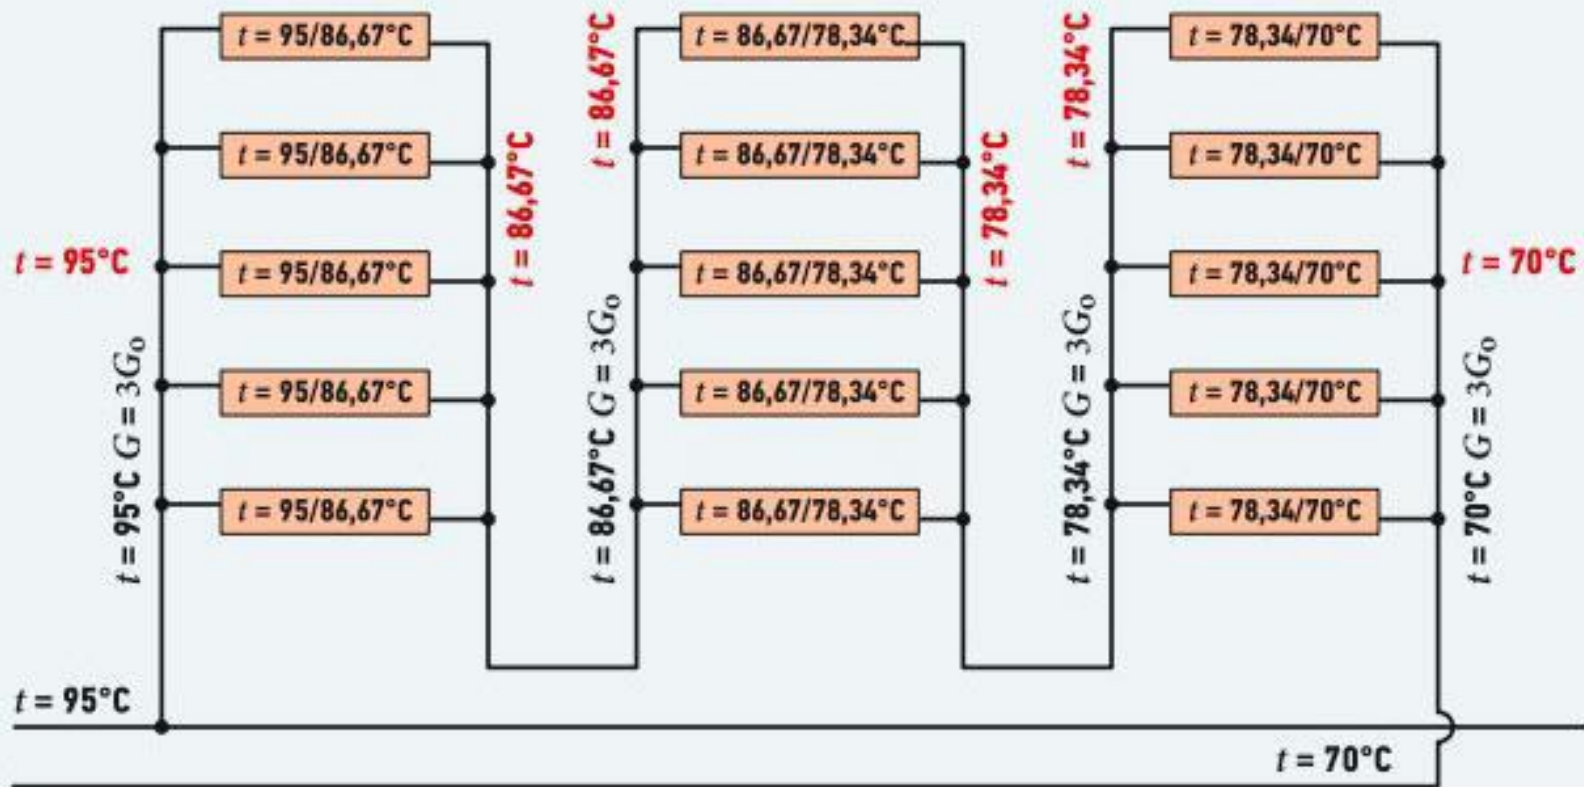 t = 95/86,67°C
t = 86,67/78,34°C
t = 78,34/70°C
t = 86,67°C
t = 78,34°C
t = 95/86,67°C
t = 86,67/78,34°C
t = 78,34/70°C
t = 86,67°C
t = 78,34°C
t = 95°C
t = 95/86,67°C
t = 86,67/78,34°C
t = 78,34/70°C
t = 70°C
t = 95/86,67°C
t = 86,67/78,34°C
t = 78,34/70°C
t = 95°C G = 3G₀
t = 86,67°C G = 3G₀
t = 78,34°C G = 3G₀
t = 70°C G = 3G₀
t = 95/86,67°C
t = 86,67/78,34°C
t = 78,34/70°C
t = 95°C
t = 70°C